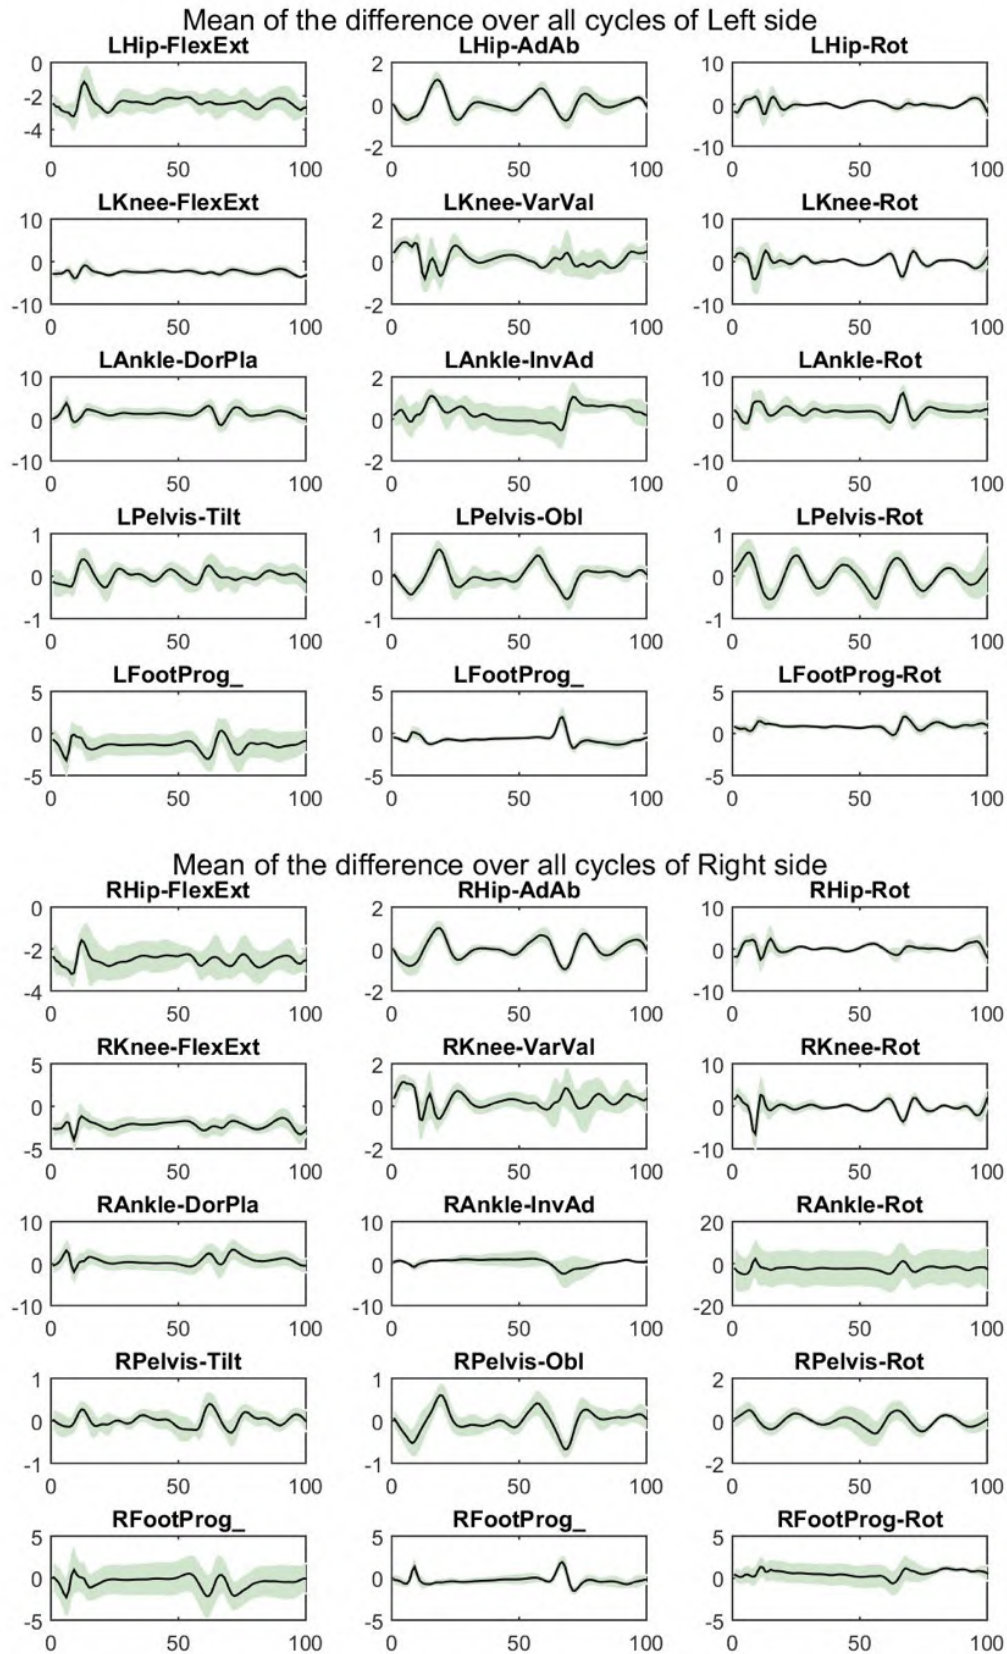 Mean of the difference over all cycles of Left side
LHip-FlexExt LHip-AdAb LHip-Rot
0 2 10
-2 0 0
-4 -2 -10
0 50 100 0 50 100 0 50 100
LKnee-FlexExt LKnee-VarVal LKnee-Rot
10 2 10
0 0 0
-10 -2 -10
0 50 100 0 50 100 0 50 100
LAnkle-DorPla LAnkle-InvAd LAnkle-Rot
10 2 10
0 0 0
-10 -2 -10
0 50 100 0 50 100 0 50 100
LPelvis-Tilt LPelvis-Obl LPelvis-Rot
1 1 1
0 0 0
-1 -1 -1
0 50 100 0 50 100 0 50 100
LFootProg_ LFootProg_ LFootProg-Rot
5 5 5
0 0 0
-5 -5 -5
0 50 100 0 50 100 0 50 100
Mean of the difference over all cycles of Right side
RHip-FlexExt RHip-AdAb RHip-Rot
0 2 10
-2 0 0
-4 -2 -10
0 50 100 0 50 100 0 50 100
RKnee-FlexExt RKnee-VarVal RKnee-Rot
5 2 10
0 0 0
-5 -2 -10
0 50 100 0 50 100 0 50 100
RAnkle-DorPla RAnkle-InvAd RAnkle-Rot
10 10 20
0 0 0
-10 -10 -20
0 50 100 0 50 100 0 50 100
RPelvis-Tilt RPelvis-Obl RPelvis-Rot
1 1 2
0 0 0
-1 -1 -2
0 50 100 0 50 100 0 50 100
RFootProg_ RFootProg_ RFootProg-Rot
5 5 5
0 0 0
-5 -5 -5
0 50 100 0 50 100 0 50 100